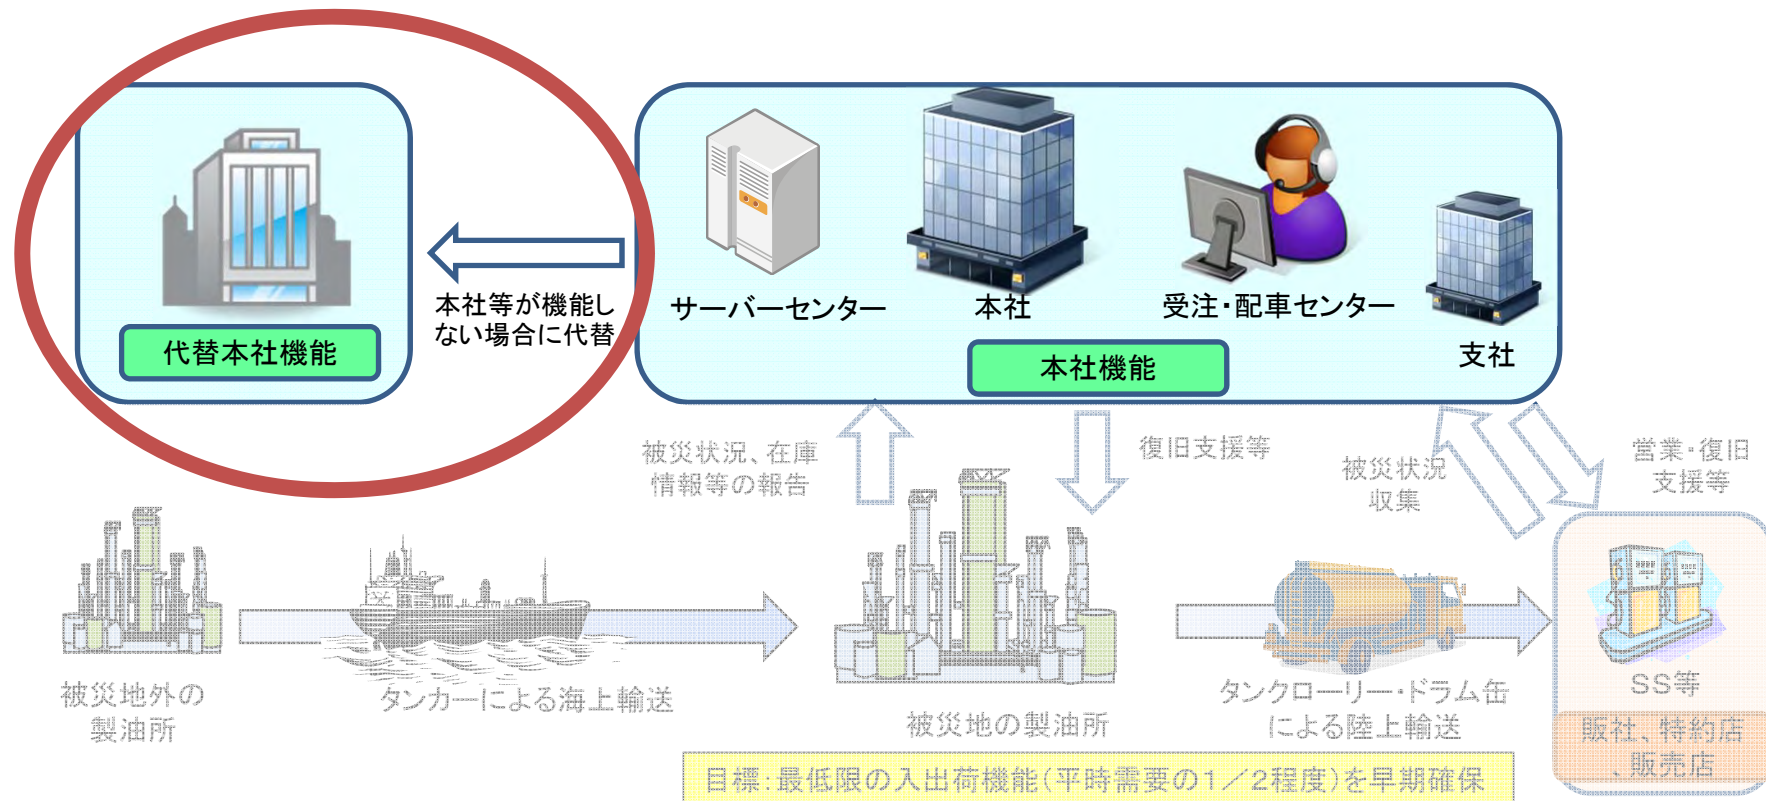 サーバーセンター
本社
受注・配車センター
支社
本社機能
本社等が機能し
ない場合に代替
代替本社機能
被災状況、在庫
情報等の報告
復旧支援等
被災状況
収集
営業・復旧
支援等
被災地外の
製油所
タンカーによる海上輸送
被災地の製油所
タンクローリー・ドラム缶
による陸上輸送
SS等
販社、特約店
、販売店
目標:最低限の入出荷機能(平時需要の1/2程度)を早期確保